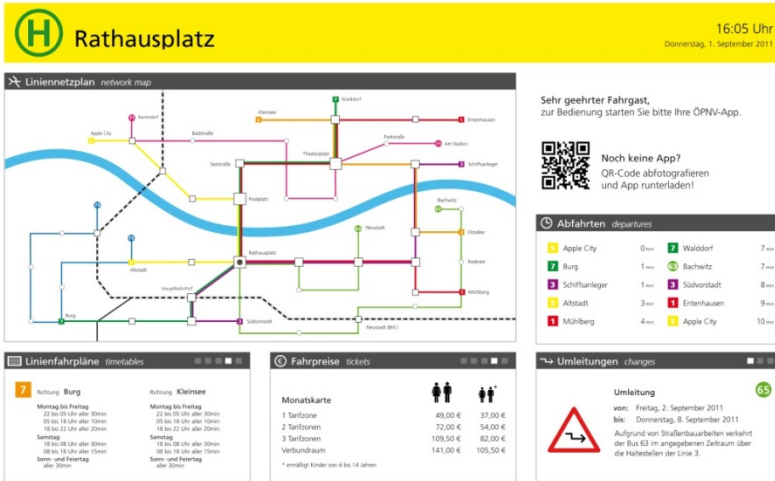 H
Rathausplatz
16:05 Uhr
Donnerstag, 1. September 2011
Liniennetzplan network map
Walddorf
Kleinsee
Entenhausen
Apple City
Badstraße
Parkstraße
Am Stadion
Theaterplatz
Seestraße
Schiffsanleger
Postplatz
Bachwitz
Neustadt
Ostallee
Rathausplatz
Altstadt
Bodesee
Hauptbahnhof
Mühlberg
Burg
Südvorstadt
Neustadt (Bhf.)
Sehr geehrter Fahrgast,
zur Bedienung starten Sie bitte Ihre ÖPNV-App.
Noch keine App?
QR-Code abfotografieren
und App runterladen!
Abfahrten departures
5 Apple City 0 min 7 Walddorf 7 min
7 Burg 1 min 63 Bachwitz 7 min
3 Schiffsanleger 1 min 3 Südvorstadt 8 min
5 Altstadt 3 min 1 Entenhausen 9 min
1 Mühlberg 4 min 5 Apple City 10 min
Linienfahrpläne timetables
7 Richtung Burg Richtung Kleinsee
Montag bis Freitag Montag bis Freitag
22 bis 05 Uhr aller 30min 22 bis 05 Uhr aller 30min
05 bis 18 Uhr aller 10min 05 bis 18 Uhr aller 10min
18 bis 22 Uhr aller 20min 18 bis 22 Uhr aller 20min
Samstag Samstag
18 bis 08 Uhr aller 30min 18 bis 08 Uhr aller 30min
08 bis 18 Uhr aller 15min 08 bis 18 Uhr aller 15min
Sonn- und Feiertag Sonn- und Feiertag
aller 30min aller 30min
€ Fahrpreise tickets
Monatskarte *
1 Tarifzone 49,00 € 37,00 €
2 Tarifzonen 72,00 € 54,00 €
3 Tarifzonen 109,50 € 82,00 €
Verbundraum 141,00 € 105,50 €
* ermäßigt Kinder von 6 bis 14 Jahren
Umleitungen changes
Umleitung 65
von: Freitag, 2. September 2011
bis: Donnerstag, 8. September 2011
Aufgrund von Straßenbauarbeiten verkehrt
der Bus 63 im angegebenen Zeitraum über
die Haltestellen der Linie 3.